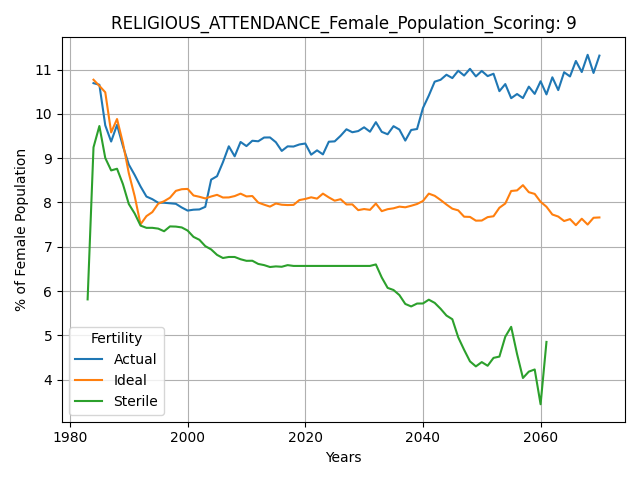 RELIGIOUS_ATTENDANCE_Female_Population_Scoring: 9
% of Female Population
11
10
9
8
7
6
5
4
Fertility
Actual
Ideal
Sterile
1980 2000 2020 2040 2060
Years